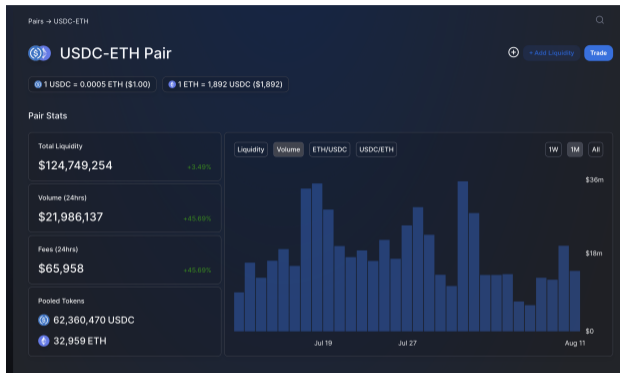 Pairs → USDC-ETH
USDC-ETH Pair
+ Add Liquidity
Trade
1 USDC = 0.0005 ETH ($1.00)
1 ETH = 1,892 USDC ($1,892)
Pair Stats
Total Liquidity
$124,749,254
+3.49%
Volume (24hrs)
$21,986,137
+45.69%
Fees (24hrs)
$65,958
+45.69%
Pooled Tokens
62,360,470 USDC
32,959 ETH
Liquidity
Volume
ETH/USDC
USDC/ETH
1W
1M
All
$36m
$18m
$0
Jul 19
Jul 27
Aug 11